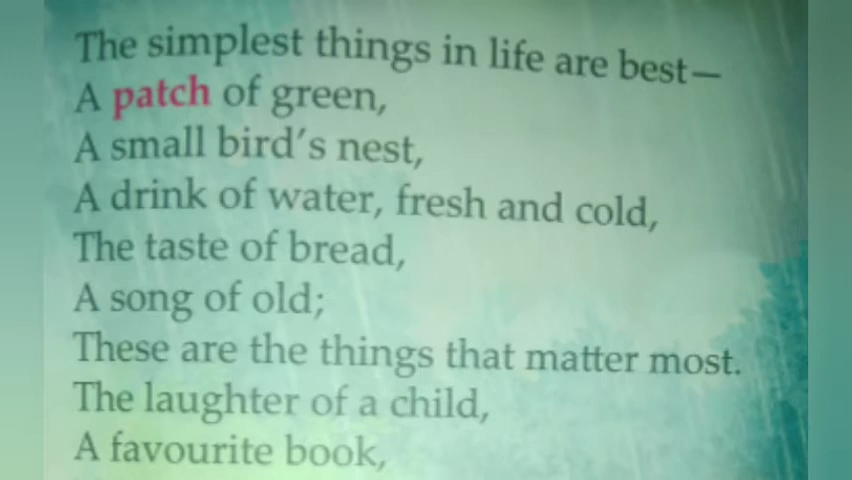 The simplest things in life are best—
A patch of green,
A small bird's nest,
A drink of water, fresh and cold,
The taste of bread,
A song of old;
These are the things that matter most.
The laughter of a child,
A favourite book,